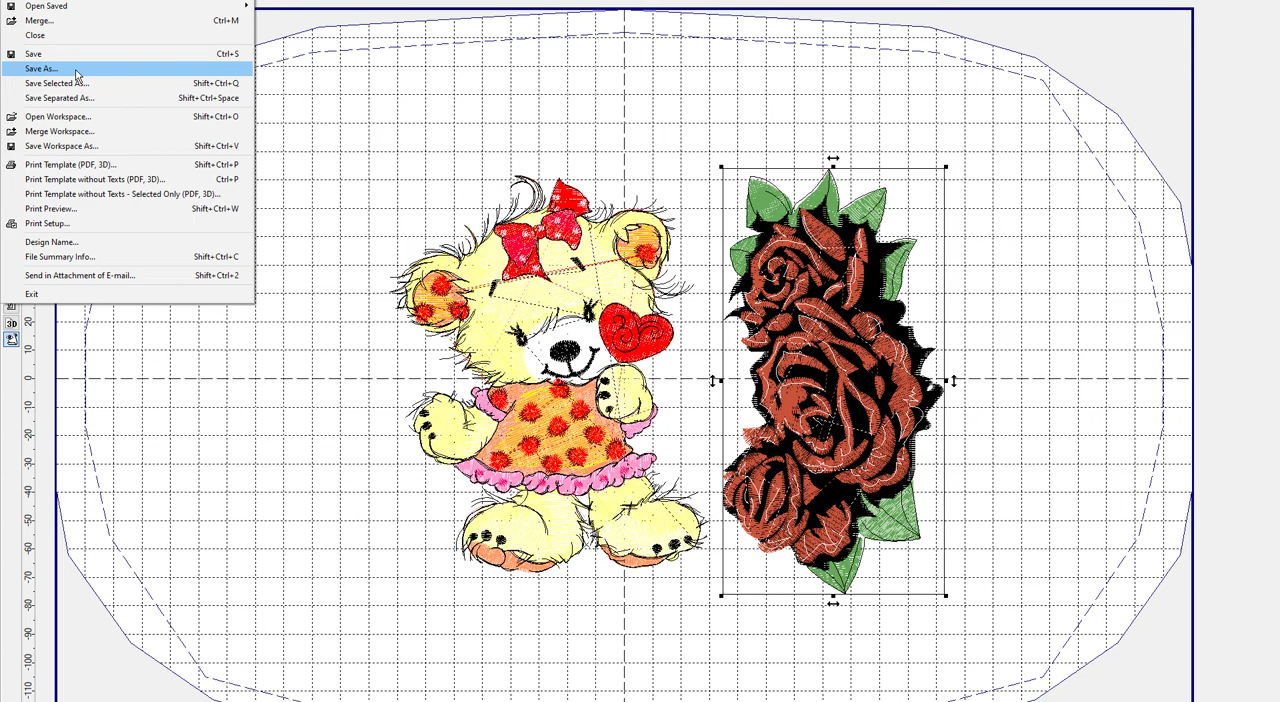 Open Saved
Merge... Ctrl+M
Close
Save Ctrl+S
Save As...
Save Selected As... Shift+Ctrl+Q
Save Separated As... Shift+Ctrl+Space
Open Workspace... Shift+Ctrl+O
Merge Workspace...
Save Workspace As... Shift+Ctrl+V
Print Template (PDF, 3D)... Shift+Ctrl+P
Print Template without Texts (PDF, 3D)... Ctrl+P
Print Template without Texts - Selected Only (PDF, 3D)...
Print Preview... Shift+Ctrl+W
Print Setup...
Design Name...
File Summary Info... Shift+Ctrl+C
Send in Attachment of E-mail... Shift+Ctrl+2
Exit
3D
20
10
0
-10
-20
-30
-40
-50
-60
-70
-80
-90
-100
-110